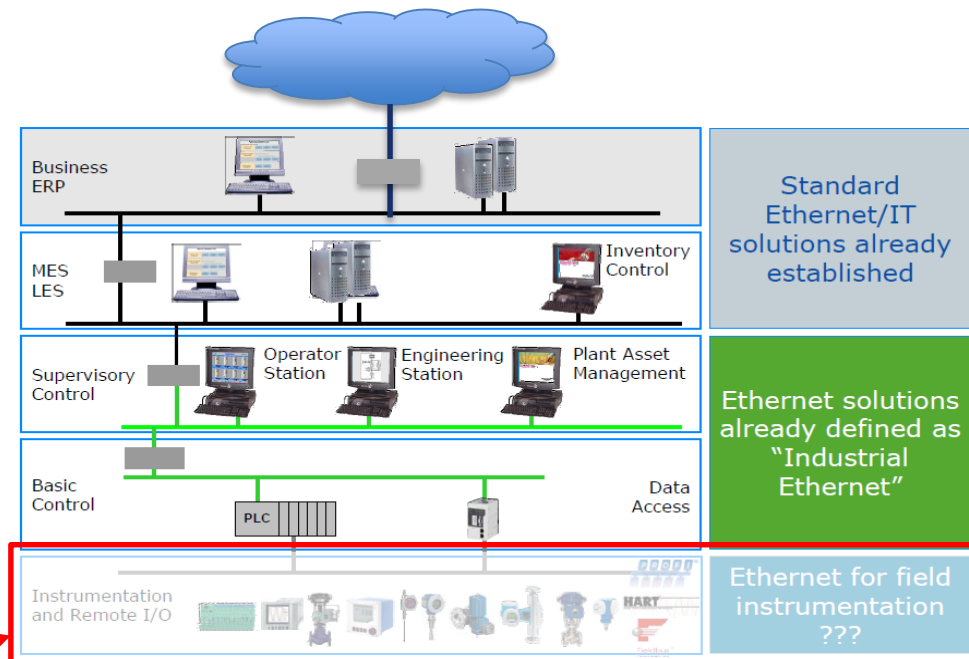 Business
ERP
Standard
Ethernet/IT
solutions already
established
MES
LES
Inventory
Control
Supervisory
Control
Operator
Station
Engineering
Station
Plant Asset
Management
Ethernet solutions
already defined as
“Industrial
Ethernet”
Basic
Control
PLC
Data
Access
Instrumentation
and Remote I/O
HART
Ethernet for field
instrumentation
???